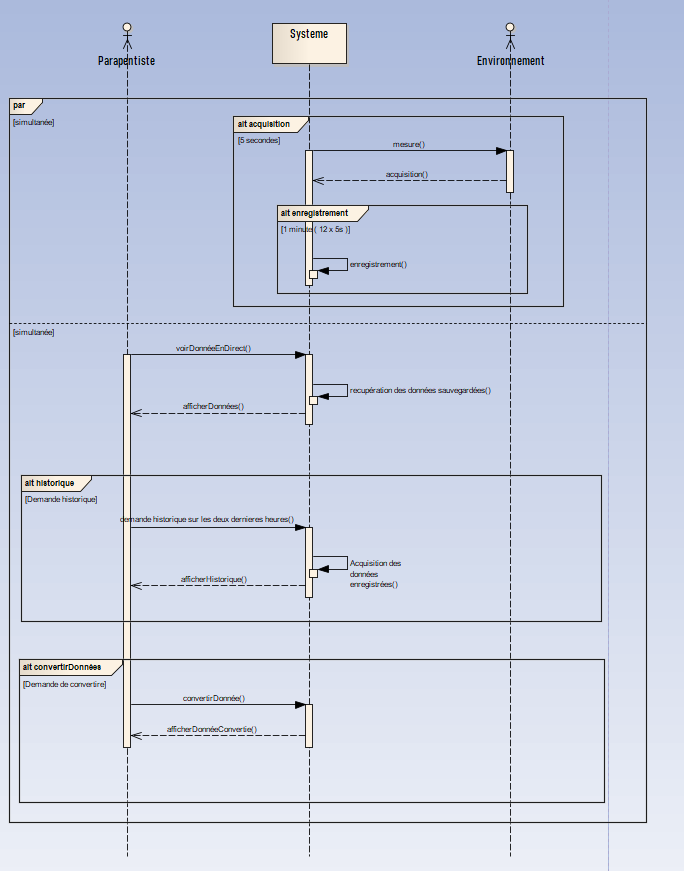 Parapentiste
Systeme
Environnement
par
[simultanée]
alt acquisition
[5 secondes]
mesure()
acquisition()
alt enregistrement
[1 minute ( 12 x 5s )]
enregistrement()
[simultanée]
voirDonnéeEnDirect()
recupération des données sauvegardées()
afficherDonnées()
alt historique
[Demande historique]
demande historique sur les deux dernieres heures()
Acquisition des
données
enregistrées()
afficherHistorique()
alt convertirDonnées
[Demande de convertire]
convertirDonnée()
afficherDonnéeConvertie()